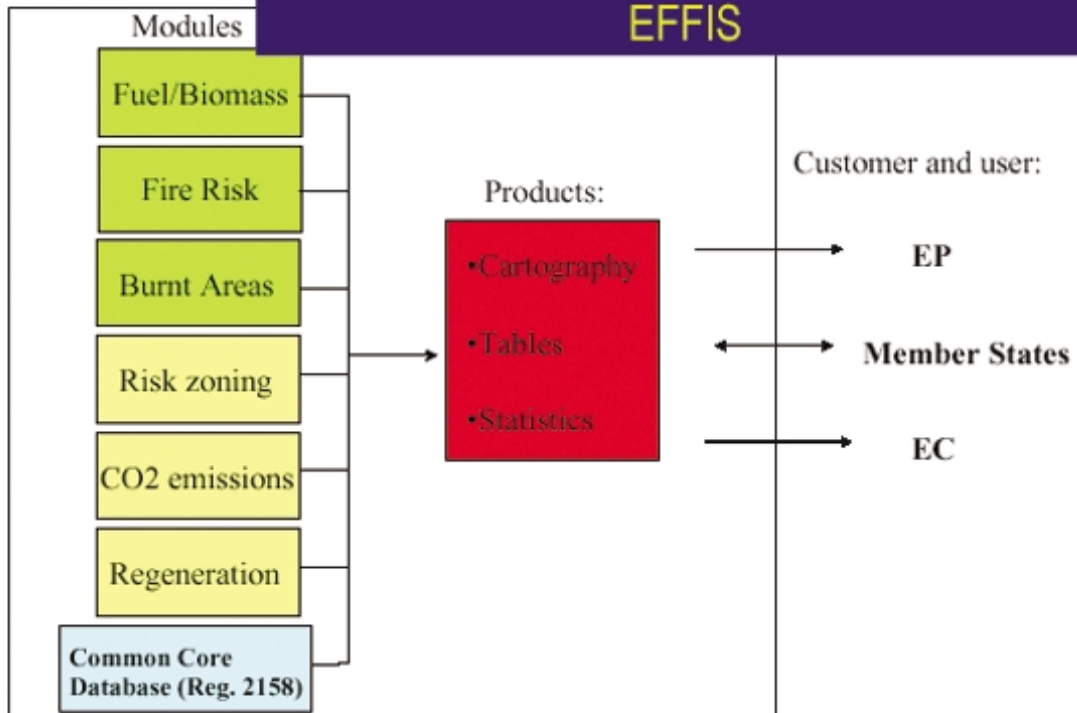 EFFIS
Modules
Fuel/Biomass
Fire Risk
Burnt Areas
Risk zoning
CO2 emissions
Regeneration
Common Core
Database (Reg. 2158)
Products:
•Cartography
•Tables
•Statistics
Customer and user:
EP
Member States
EC